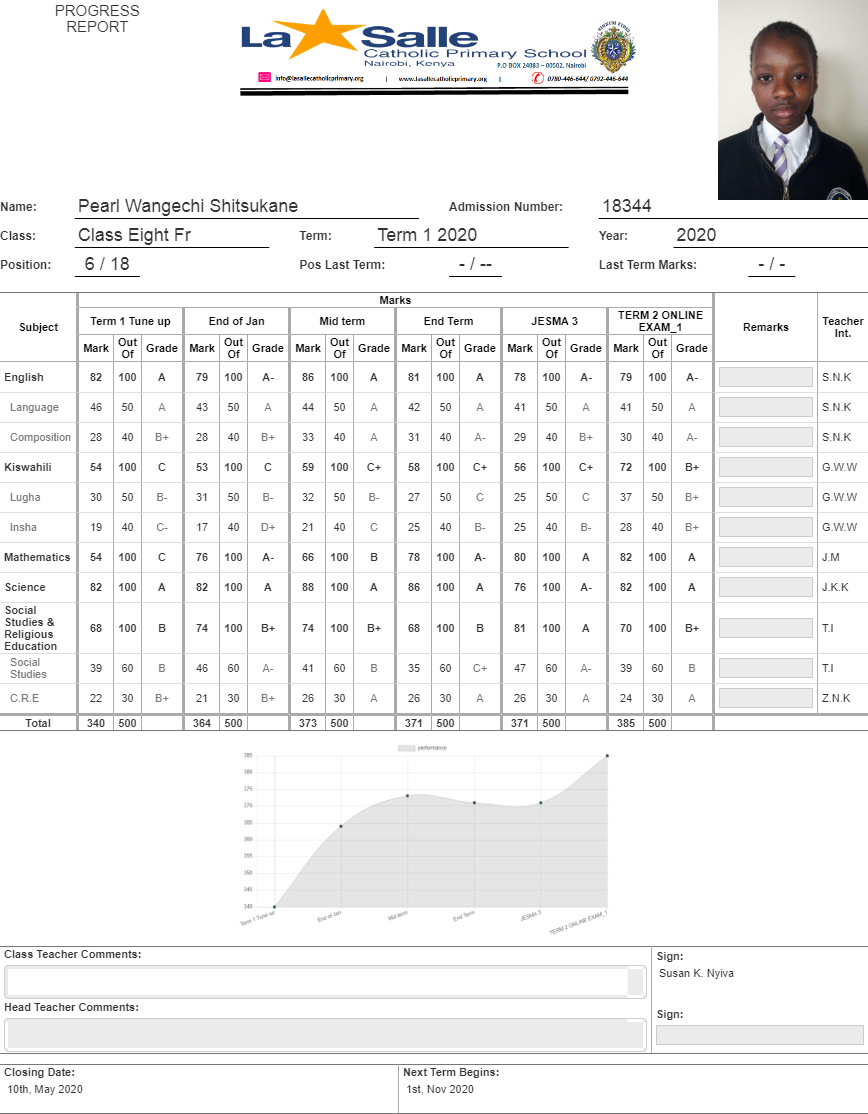 PROGRESS
REPORT
La Salle
Catholic Primary School
Nairobi, Kenya
P.O BOX 24083 – 00502, Nairobi
info@lasallecatholicprimary.org | www.lasallecatholicprimary.org | 0780-446-644/ 0792-446-644
Name: Pearl Wangechi Shitsukane Admission Number: 18344
Class: Class Eight Fr Term: Term 1 2020 Year: 2020
Position: 6 / 18 Pos Last Term: - / -- Last Term Marks: - / -
Marks
Subject Term 1 Tune up End of Jan Mid term End Term JESMA 3 TERM 2 ONLINE EXAM_1 Remarks Teacher Int.
Mark Out Of Grade Mark Out Of Grade Mark Out Of Grade Mark Out Of Grade Mark Out Of Grade Mark Out Of Grade
English 82 100 A 79 100 A- 86 100 A 81 100 A 78 100 A- 79 100 A- S.N.K
Language 46 50 A 43 50 A 44 50 A 42 50 A 41 50 A 41 50 A S.N.K
Composition 28 40 B+ 28 40 B+ 33 40 A 31 40 A- 29 40 B+ 30 40 A- S.N.K
Kiswahili 54 100 C 53 100 C 59 100 C+ 58 100 C+ 56 100 C+ 72 100 B+ G.W.W
Lugha 30 50 B- 31 50 B- 32 50 B- 27 50 C 25 50 C 37 50 B+ G.W.W
Insha 19 40 C- 17 40 D+ 21 40 C 25 40 B- 25 40 B- 28 40 B+ G.W.W
Mathematics 54 100 C 76 100 A- 66 100 B 78 100 A- 80 100 A 82 100 A J.M
Science 82 100 A 82 100 A 88 100 A 86 100 A 76 100 A- 82 100 A J.K.K
Social Studies & Religious Education 68 100 B 74 100 B+ 74 100 B+ 68 100 B 81 100 A 70 100 B+ T.I
Social Studies 39 60 B 46 60 A- 41 60 B 35 60 C+ 47 60 A- 39 60 B T.I
C.R.E 22 30 B+ 21 30 B+ 26 30 A 26 30 A 26 30 A 24 30 A Z.N.K
Total 340 500 364 500 373 500 371 500 371 500 385 500
performance
385
380
375
370
365
360
355
350
345
340
Term 1 Tune up End of Jan Mid term End Term JESMA 3 TERM 2 ONLINE EXAM_1
Class Teacher Comments: Sign:
Susan K. Nyiva
Head Teacher Comments: Sign:
Closing Date: Next Term Begins:
10th, May 2020 1st, Nov 2020